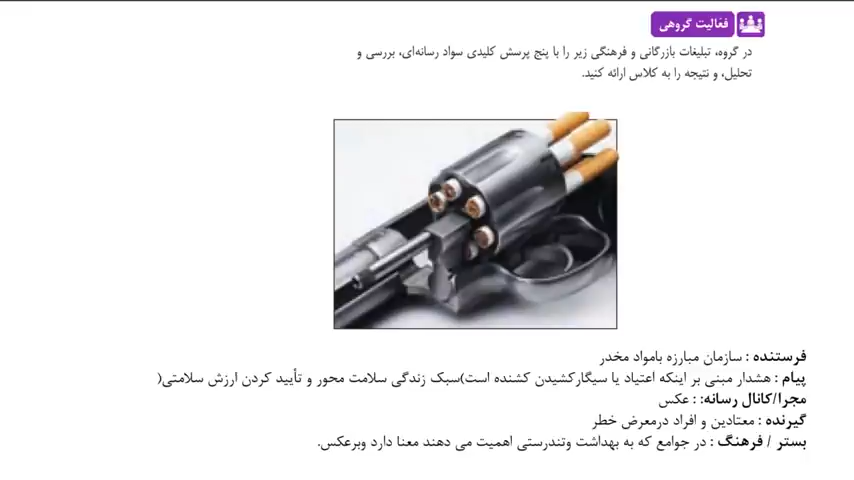 فعّالیت گروهی
در گروه، تبلیغات بازرگانی و فرهنگی زیر را با پنج پرسش کلیدی سواد رسانه‌ای، بررسی و
تحلیل، و نتیجه را به کلاس ارائه کنید.
فرستنده : سازمان مبارزه بامواد مخدر
پیام : هشدار مبنی بر اینکه اعتیاد یا سیگارکشیدن کشنده است)سبک زندگی سلامت محور و تأیید کردن ارزش سلامتی(
مجرا/کانال رسانه: : عکس
گیرنده : معتادین و افراد درمعرض خطر
بستر / فرهنگ : در جوامع که به بهداشت وتندرستی اهمیت می دهند معنا دارد وبرعکس.